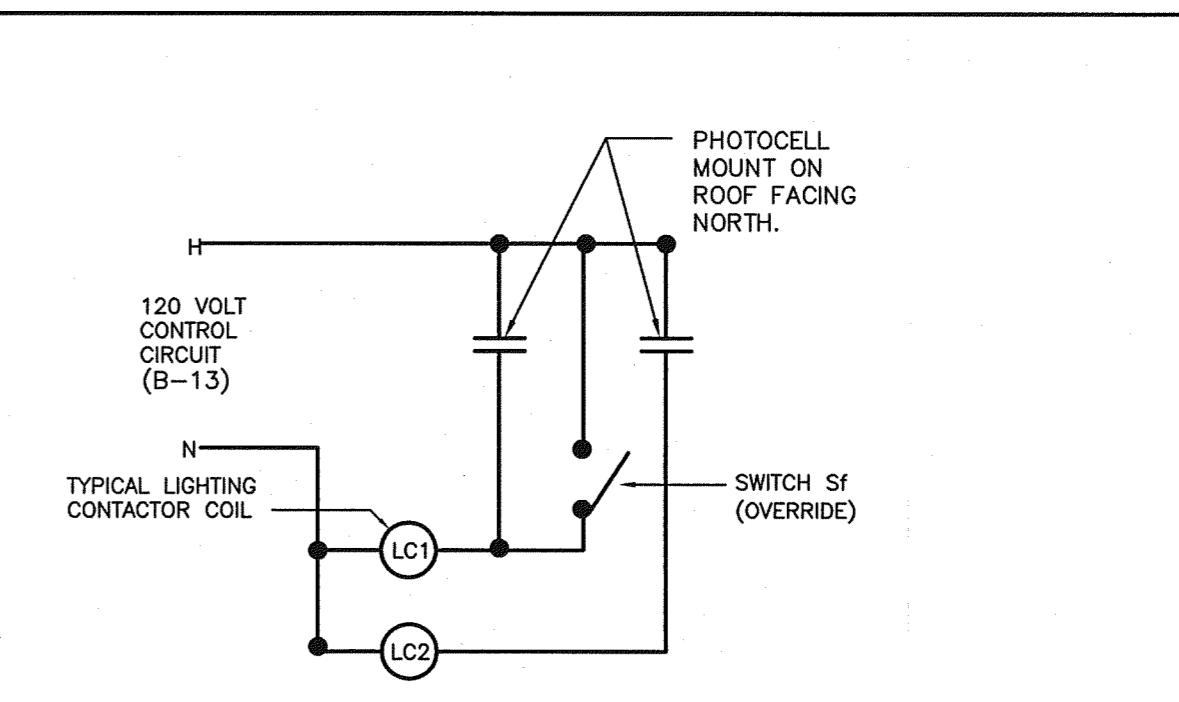 PHOTOCELL
MOUNT ON
ROOF FACING
NORTH.
H
120 VOLT
CONTROL
CIRCUIT
(B-13)
N
TYPICAL LIGHTING
CONTACTOR COIL
SWITCH Sf
(OVERRIDE)
LC1
LC2